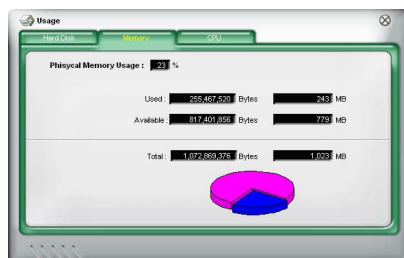 Usage
Hard Disk Memory CPU
Phisycal Memory Usage : 23 %
Used : 255,467,520 Bytes 243 MB
Available : 817,401,856 Bytes 779 MB
Total : 1,072,869,376 Bytes 1,023 MB